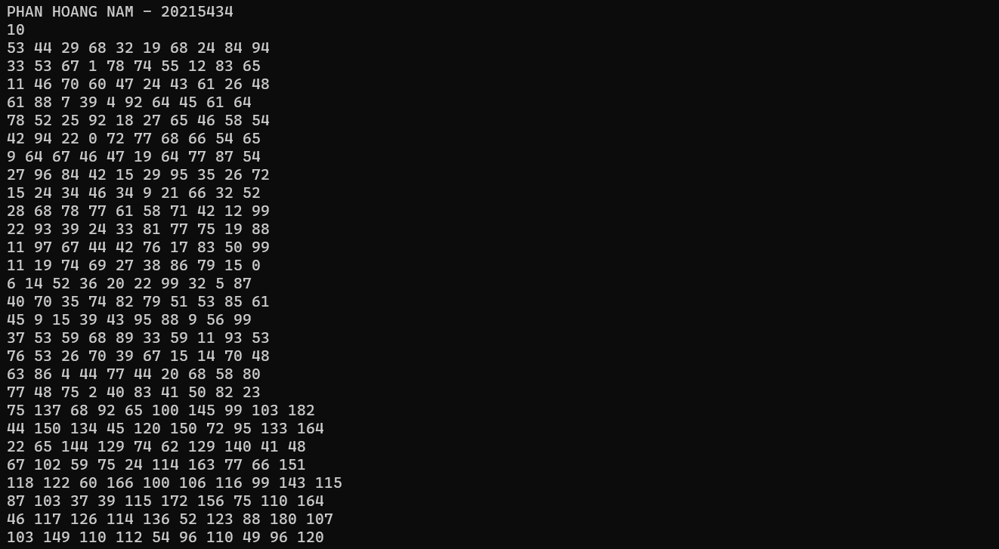 PHAN HOANG NAM - 20215434
10
53 44 29 68 32 19 68 24 84 94
33 53 67 1 78 74 55 12 83 65
11 46 70 60 47 24 43 61 26 48
61 88 7 39 4 92 64 45 61 64
78 52 25 92 18 27 65 46 58 54
42 94 22 0 72 77 68 66 54 65
9 64 67 46 47 19 64 77 87 54
27 96 84 42 15 29 95 35 26 72
15 24 34 46 34 9 21 66 32 52
28 68 78 77 61 58 71 42 12 99
22 93 39 24 33 81 77 75 19 88
11 97 67 44 42 76 17 83 50 99
11 19 74 69 27 38 86 79 15 0
6 14 52 36 20 22 99 32 5 87
40 70 35 74 82 79 51 53 85 61
45 9 15 39 43 95 88 9 56 99
37 53 59 68 89 33 59 11 93 53
76 53 26 70 39 67 15 14 70 48
63 86 4 44 77 44 20 68 58 80
77 48 75 2 40 83 41 50 82 23
75 137 68 92 65 100 145 99 103 182
44 150 134 45 120 150 72 95 133 164
22 65 144 129 74 62 129 140 41 48
67 102 59 75 24 114 163 77 66 151
118 122 60 166 100 106 116 99 143 115
87 103 37 39 115 172 156 75 110 164
46 117 126 114 136 52 123 88 180 107
103 149 110 112 54 96 110 49 96 120